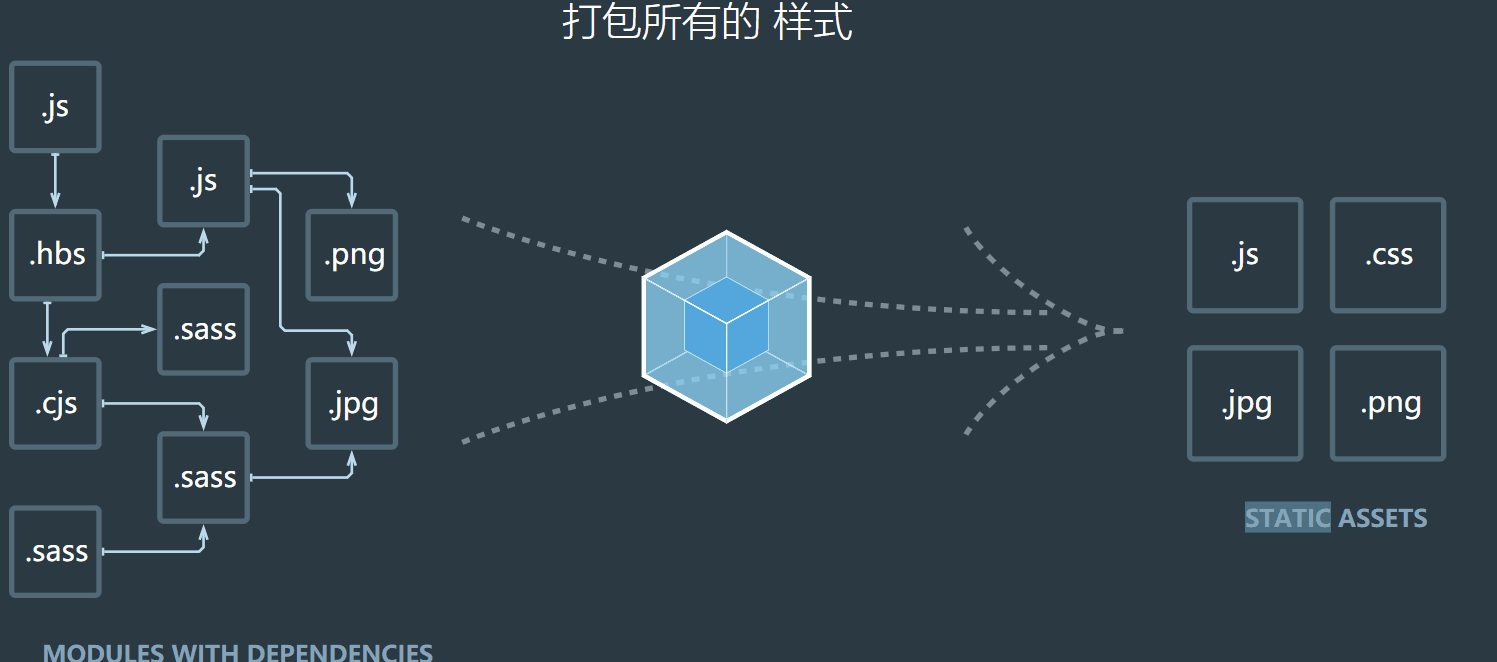 打包所有的 样式
.js
.js
.hbs
.png
.sass
.cjs
.jpg
.sass
.sass
MODULES WITH DEPENDENCIES
.js
.css
.jpg
.png
STATIC ASSETS